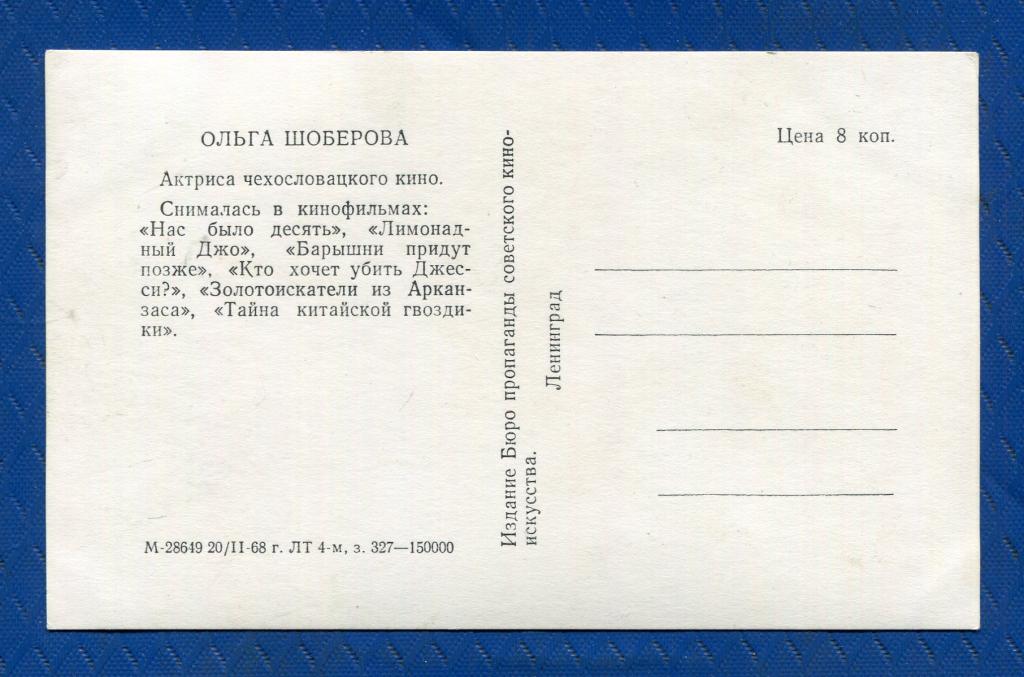 ОЛЬГА ШОБЕРОВА
Актриса чехословацкого кино.
Снималась в кинофильмах:
«Нас было десять», «Лимонад-
ный Джо», «Барышни придут
позже», «Кто хочет убить Джес-
си?», «Золотоискатели из Аркан-
заса», «Тайна китайской гвозди-
ки».
М-28649 20/II-68 г. ЛТ 4-м, з. 327—150000
Издание Бюро пропаганды советского кино-
искусства.
Ленинград
Цена 8 коп.